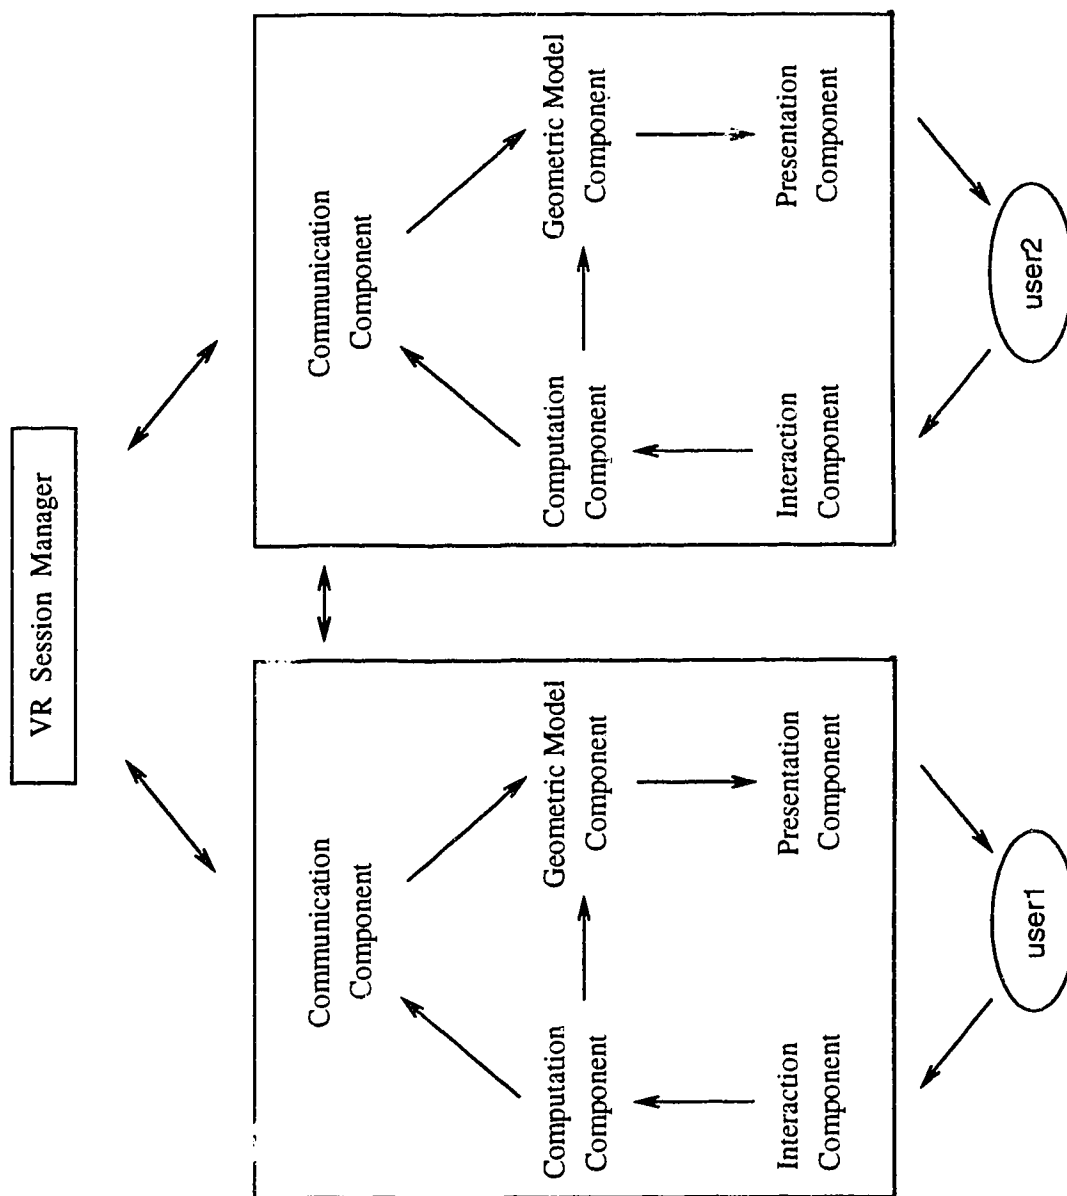 VR Session Manager
Communication
Component
Computation
Component
Geometric Model
Component
Interaction
Component
Presentation
Component
user1
Communication
Component
Computation
Component
Geometric Model
Component
Interaction
Component
Presentation
Component
user2